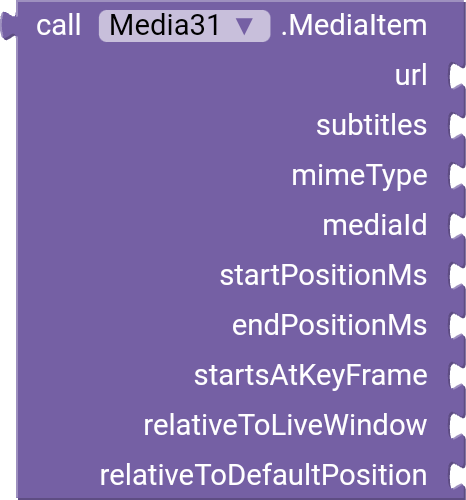 call Media31 ▼ .MediaItem
url
subtitles
mimeType
mediaId
startPositionMs
endPositionMs
startsAtKeyFrame
relativeToLiveWindow
relativeToDefaultPosition